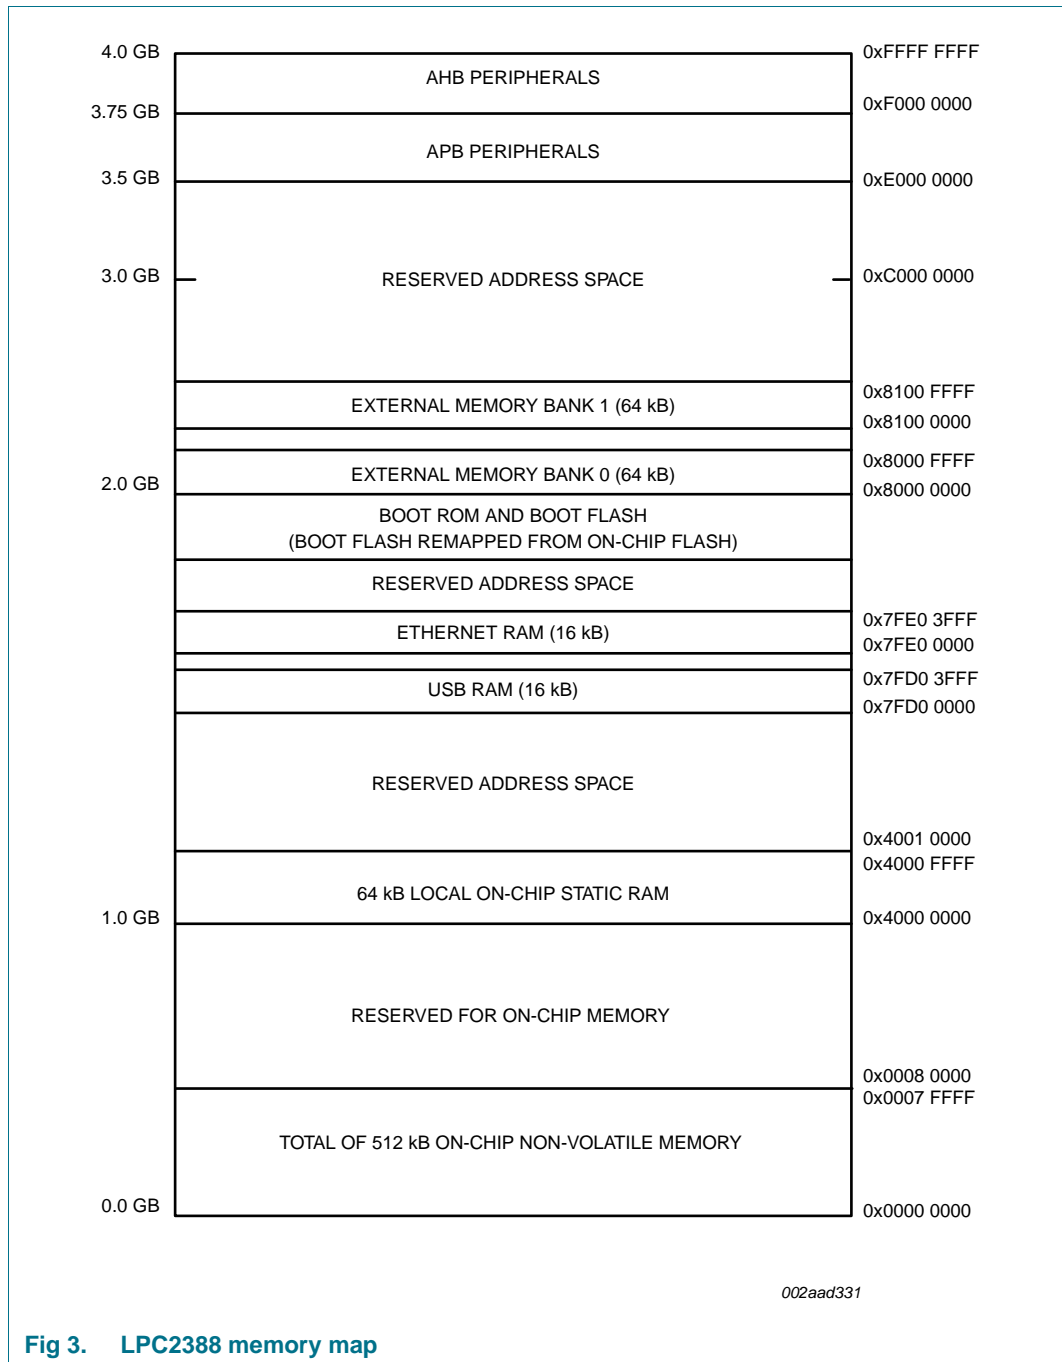 4.0 GB
0xFFFF FFFF
AHB PERIPHERALS
3.75 GB
0xF000 0000
APB PERIPHERALS
3.5 GB
0xE000 0000
3.0 GB
RESERVED ADDRESS SPACE
0xC000 0000
0x8100 FFFF
EXTERNAL MEMORY BANK 1 (64 kB)
0x8100 0000
0x8000 FFFF
EXTERNAL MEMORY BANK 0 (64 kB)
2.0 GB
0x8000 0000
BOOT ROM AND BOOT FLASH
(BOOT FLASH REMAPPED FROM ON-CHIP FLASH)
RESERVED ADDRESS SPACE
0x7FE0 3FFF
ETHERNET RAM (16 kB)
0x7FE0 0000
0x7FD0 3FFF
USB RAM (16 kB)
0x7FD0 0000
RESERVED ADDRESS SPACE
0x4001 0000
0x4000 FFFF
64 kB LOCAL ON-CHIP STATIC RAM
1.0 GB
0x4000 0000
RESERVED FOR ON-CHIP MEMORY
0x0008 0000
0x0007 FFFF
TOTAL OF 512 kB ON-CHIP NON-VOLATILE MEMORY
0.0 GB
0x0000 0000
002aad331
Fig 3. LPC2388 memory map